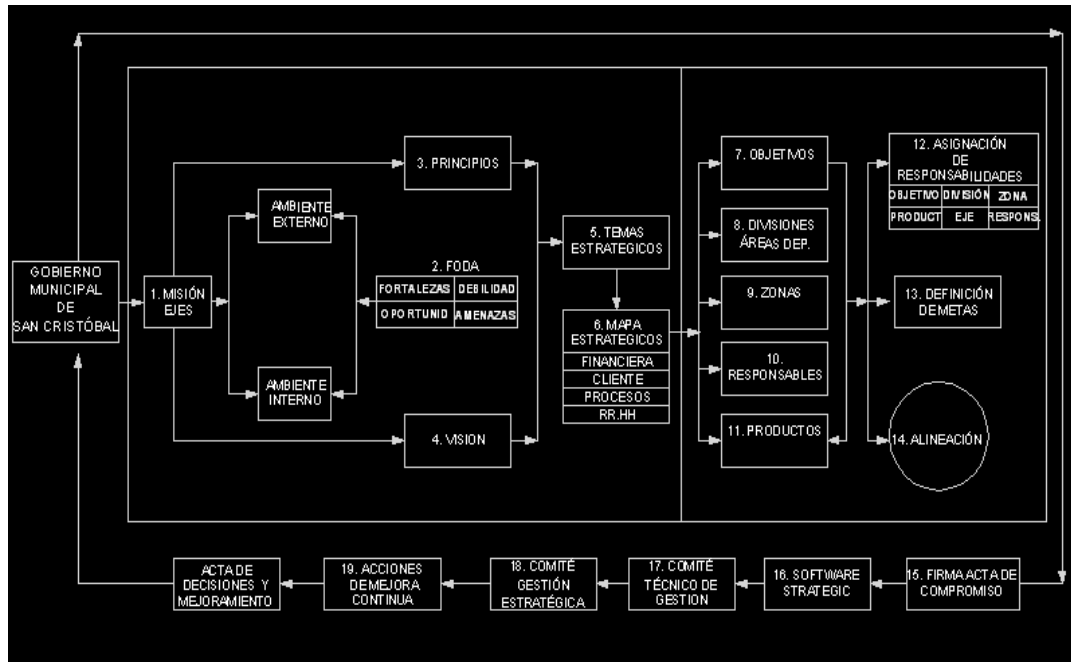 GOBIERNO
MUNICIPAL
DE
SAN CRISTÓBAL
1. MISIÓN
EJES
AMBIENTE
EXTERNO
AMBIENTE
INTERNO
3. PRINCIPIOS
2. FODA
FORTALEZAS DEBILIDAD
OPORTUNID AMENAZAS
4. VISION
5. TEMAS
ESTRATEGICOS
6. MAPA
ESTRATEGICOS
FINANCIERA
CLIENTE
PROCESOS
RR.HH
7. OBJETIVOS
8. DIVISIONES
ÁREAS DEP.
9. ZONAS
10.
RESPONSABLES
11. PRODUCTOS
12. ASIGNACIÓN
DE
RESPONSABILIDADES
OBJETIVO DIVISIÓN ZONA
PRODUCT EJE RESPONS.
13. DEFINICIÓN
DE METAS
14. ALINEACIÓN
ACTA DE
DECISIONES Y
MEJORAMIENTO
19. ACCIONES
DE MEJORA
CONTINUA
18. COMITÉ
GESTIÓN
ESTRATÉGICA
17. COMITÉ
TÉCNICO DE
GESTION
16. SOFTWARE
STRATEGIC
15. FIRMA ACTA DE
COMPROMISO